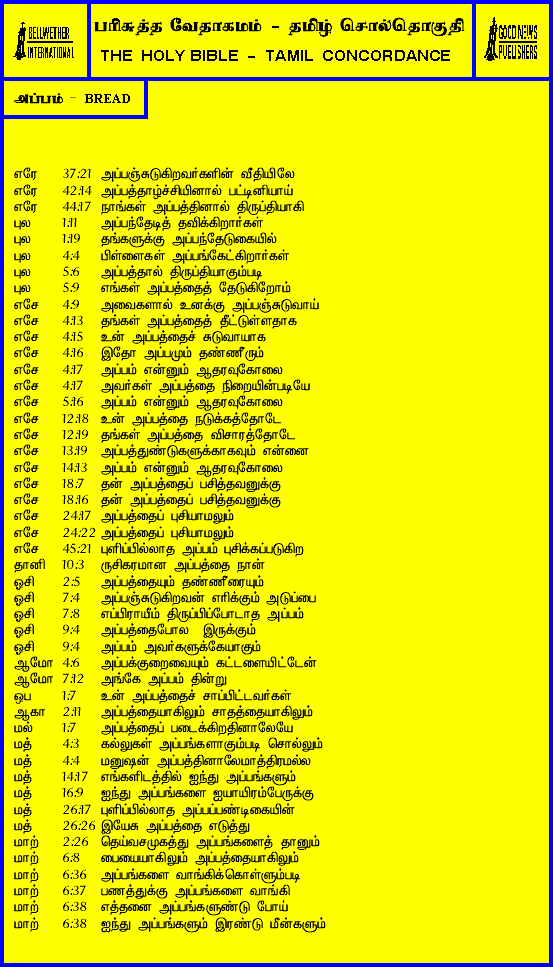 BELLWETHER
INTERNATIONAL
பரிசுத்த வேதாகமம் - தமிழ் சொல்தொகுதி
THE HOLY BIBLE - TAMIL CONCORDANCE
GOOD NEWS
PUBLISHERS
அப்பம் - BREAD
எரே 37:21 அப்பஞ்சுடுகிறவர்களின் வீதியிலே
எரே 42:14 அப்பத்தாழ்ச்சியினால் பட்டினியாய்
எரே 44:17 நாங்கள் அப்பத்தினால் திருப்தியாகி
புல 1:11 அப்பந்தேடித் தவிக்கிறார்கள்
புல 1:19 தங்களுக்கு அப்பந்தேடுகையில்
புல 4:4 பிள்ளைகள் அப்பங்கேட்கிறார்கள்
புல 5:6 அப்பத்தால் திருப்தியாகும்படி
புல 5:9 எங்கள் அப்பத்தைத் தேடுகிறோம்
எசே 4:9 அவைகளால் உனக்கு அப்பஞ்சுடுவாய்
எசே 4:13 தங்கள் அப்பத்தைத் தீட்டுள்ளதாக
எசே 4:15 உன் அப்பத்தைச் சுடுவாயாக
எசே 4:16 இதோ அப்பமும் தண்ணீரும்
எசே 4:17 அப்பம் என்னும் ஆதரவுகோலை
எசே 4:17 அவர்கள் அப்பத்தை நிறையின்படியே
எசே 5:16 அப்பம் என்னும் ஆதரவுகோலை
எசே 12:18 உன் அப்பத்தை நடுக்கத்தோடே
எசே 12:19 தங்கள் அப்பத்தை விசாரத்தோடே
எசே 13:19 அப்பத்துண்டுகளுக்காகவும் என்னை
எசே 14:13 அப்பம் என்னும் ஆதரவுகோலை
எசே 18:7 தன் அப்பத்தைப் பசித்தவனுக்கு
எசே 18:16 தன் அப்பத்தைப் பசித்தவனுக்கு
எசே 24:17 அப்பத்தைப் புசியாமலும்
எசே 24:22 அப்பத்தைப் புசியாமலும்
எசே 45:21 புளிப்பில்லாத அப்பம் புசிக்கப்படுகிற
தானி 10:3 ருசிகரமான அப்பத்தை நான்
ஓசி 2:5 அப்பத்தையும் தண்ணீரையும்
ஓசி 7:4 அப்பஞ்சுடுகிறவன் எரிக்கும் அடுப்பை
ஓசி 7:8 எப்பிராயீம் திருப்பிப்போடாத அப்பம்
ஓசி 9:4 அப்பத்தைபோல இருக்கும்
ஓசி 9:4 அப்பம் அவர்களுக்கேயாகும்
ஆமோ 4:6 அப்பக்குறைவையும் கட்டளையிட்டேன்
ஆமோ 7:12 அங்கே அப்பம் தின்று
ஒப 1:7 உன் அப்பத்தைச் சாப்பிட்டவர்கள்
ஆகா 2:11 அப்பத்தையாகிலும் சாதத்தையாகிலும்
மல் 1:7 அப்பத்தைப் படைக்கிறதினாலேயே
மத் 4:3 கல்லுகள் அப்பங்களாகும்படி சொல்லும்
மத் 4:4 மனுஷன் அப்பத்தினாலேமாத்திரமல்ல
மத் 14:17 எங்களிடத்தில் ஐந்து அப்பங்களும்
மத் 16:9 ஐந்து அப்பங்களை ஐயாயிரம்பேருக்கு
மத் 26:17 புளிப்பில்லாத அப்பப்பண்டிகையின்
மத் 26:26 இயேசு அப்பத்தை எடுத்து
மாற் 2:26 தெய்வசமுகத்து அப்பங்களைத் தானும்
மாற் 6:8 பையையாகிலும் அப்பத்தையாகிலும்
மாற் 6:36 அப்பங்களை வாங்கிக்கொள்ளும்படி
மாற் 6:37 பணத்துக்கு அப்பங்களை வாங்கி
மாற் 6:38 எத்தனை அப்பங்களுண்டு போய்
மாற் 6:38 ஐந்து அப்பங்களும் இரண்டு மீன்களும்